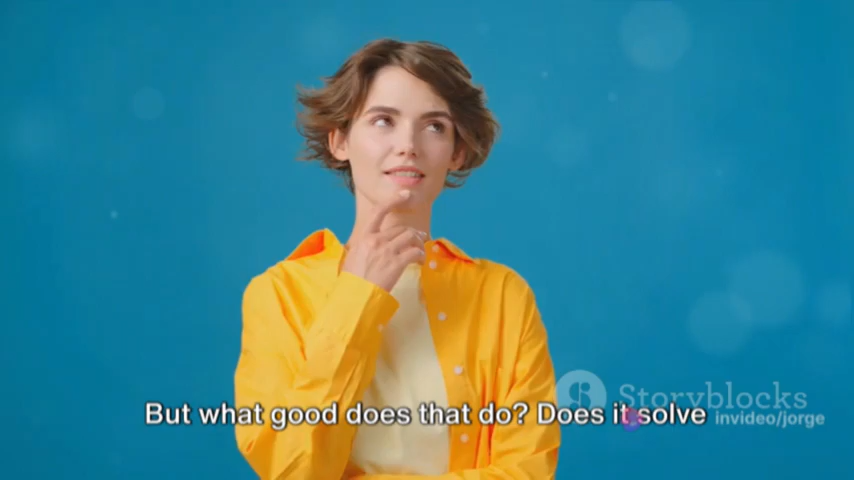 Storyblocks
But what good does that do? Does it solve
invideo/jorge